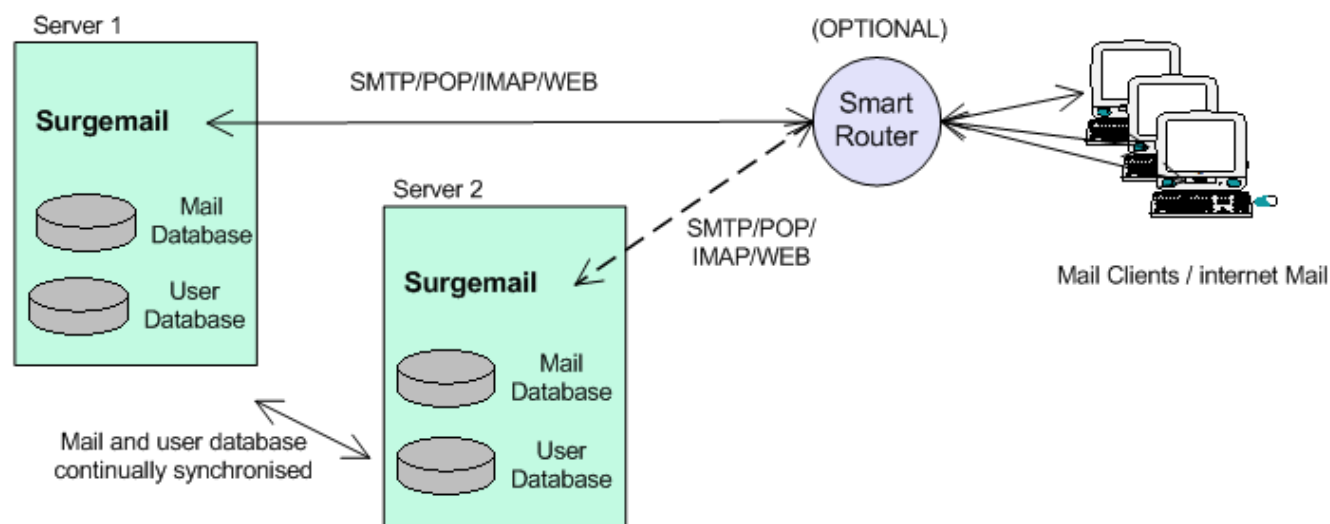 Server 1
Surgemail
Mail
Database
User
Database
SMTP/POP/IMAP/WEB
(OPTIONAL)
Smart
Router
Mail Clients / internet Mail
Server 2
Surgemail
Mail
Database
User
Database
SMTP/POP/
IMAP/WEB
Mail and user database
continually synchronised